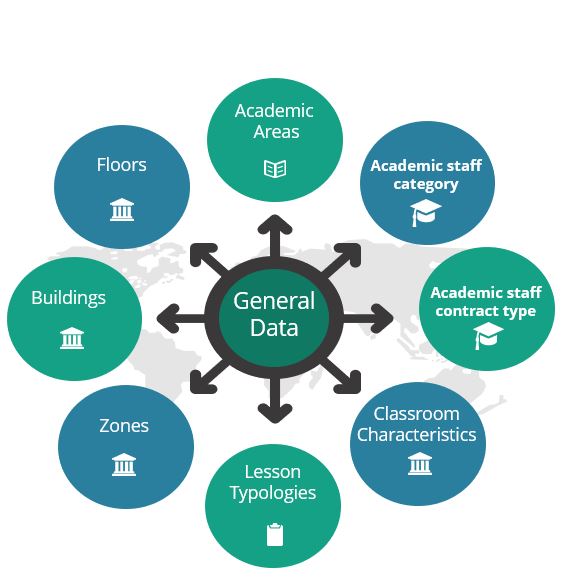 Academic
Areas
Floors
Academic staff
category
Buildings
General
Data
Academic staff
contract type
Zones
Classroom
Characteristics
Lesson
Typologies